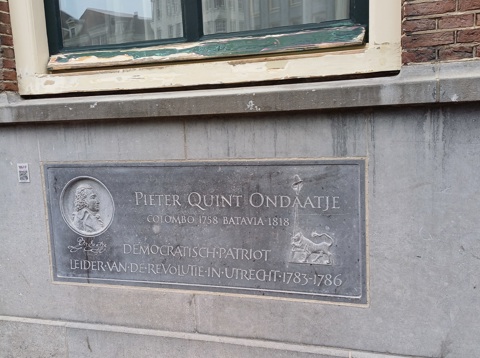 PIETER QUINT ONDAATJE
COLOMBO 1758 BATAVIA 1818
DEMOCRATISCH·PATRIOT
LEIDER·VAN·DE·REVOLUTIE·IN·UTRECHT·1783-1786